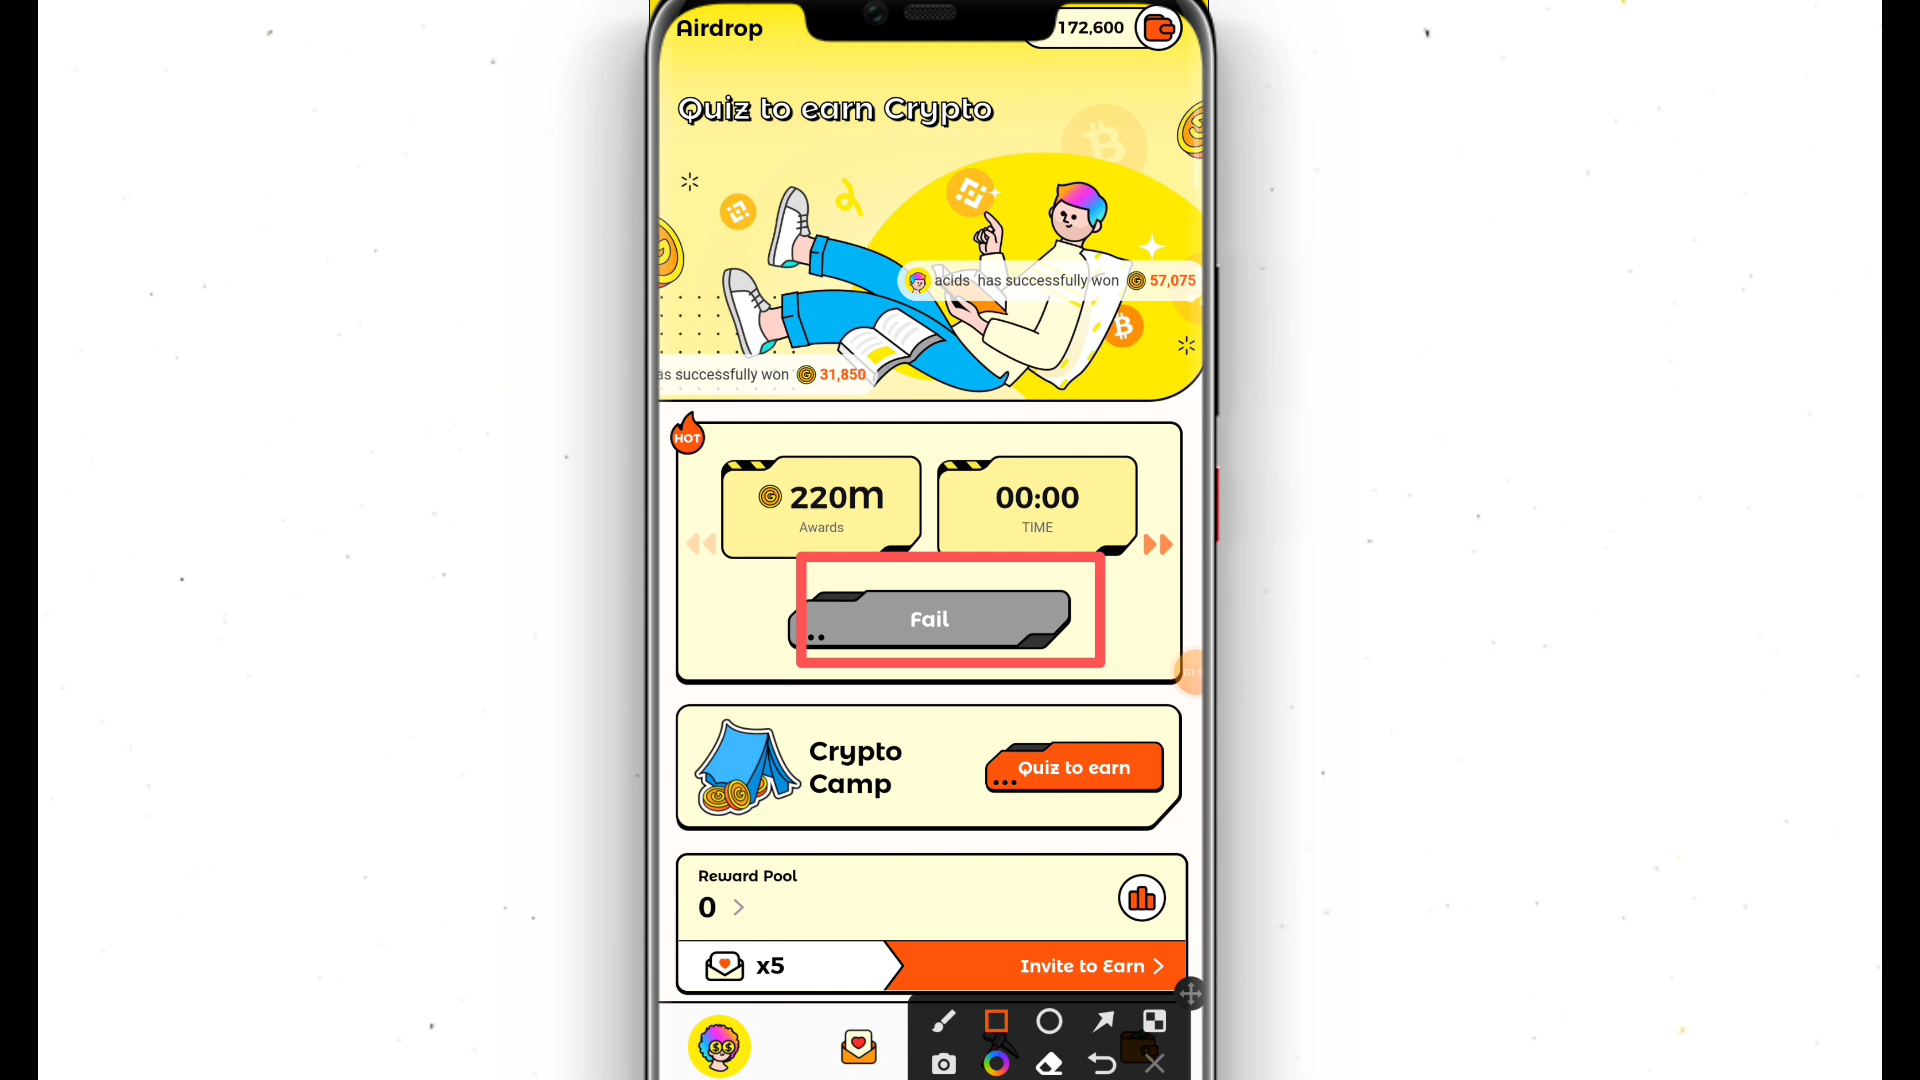 Airdrop
172,600
Quiz to earn Crypto
acids has successfully won 57,075
as successfully won 31,850
HOT
220m
Awards
00:00
TIME
Fail
Crypto
Camp
Quiz to earn
Reward Pool
0
x5
Invite to Earn